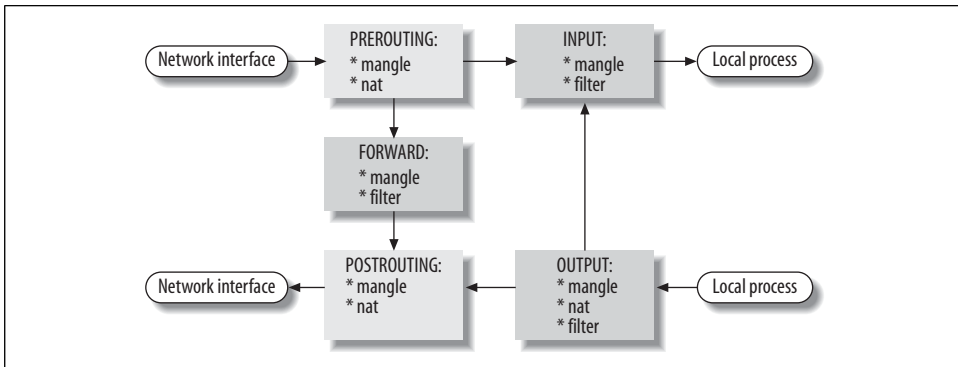 Network interface
PREROUTING:
* mangle
* nat
INPUT:
* mangle
* filter
Local process
FORWARD:
* mangle
* filter
Network interface
POSTROUTING:
* mangle
* nat
OUTPUT:
* mangle
* nat
* filter
Local process